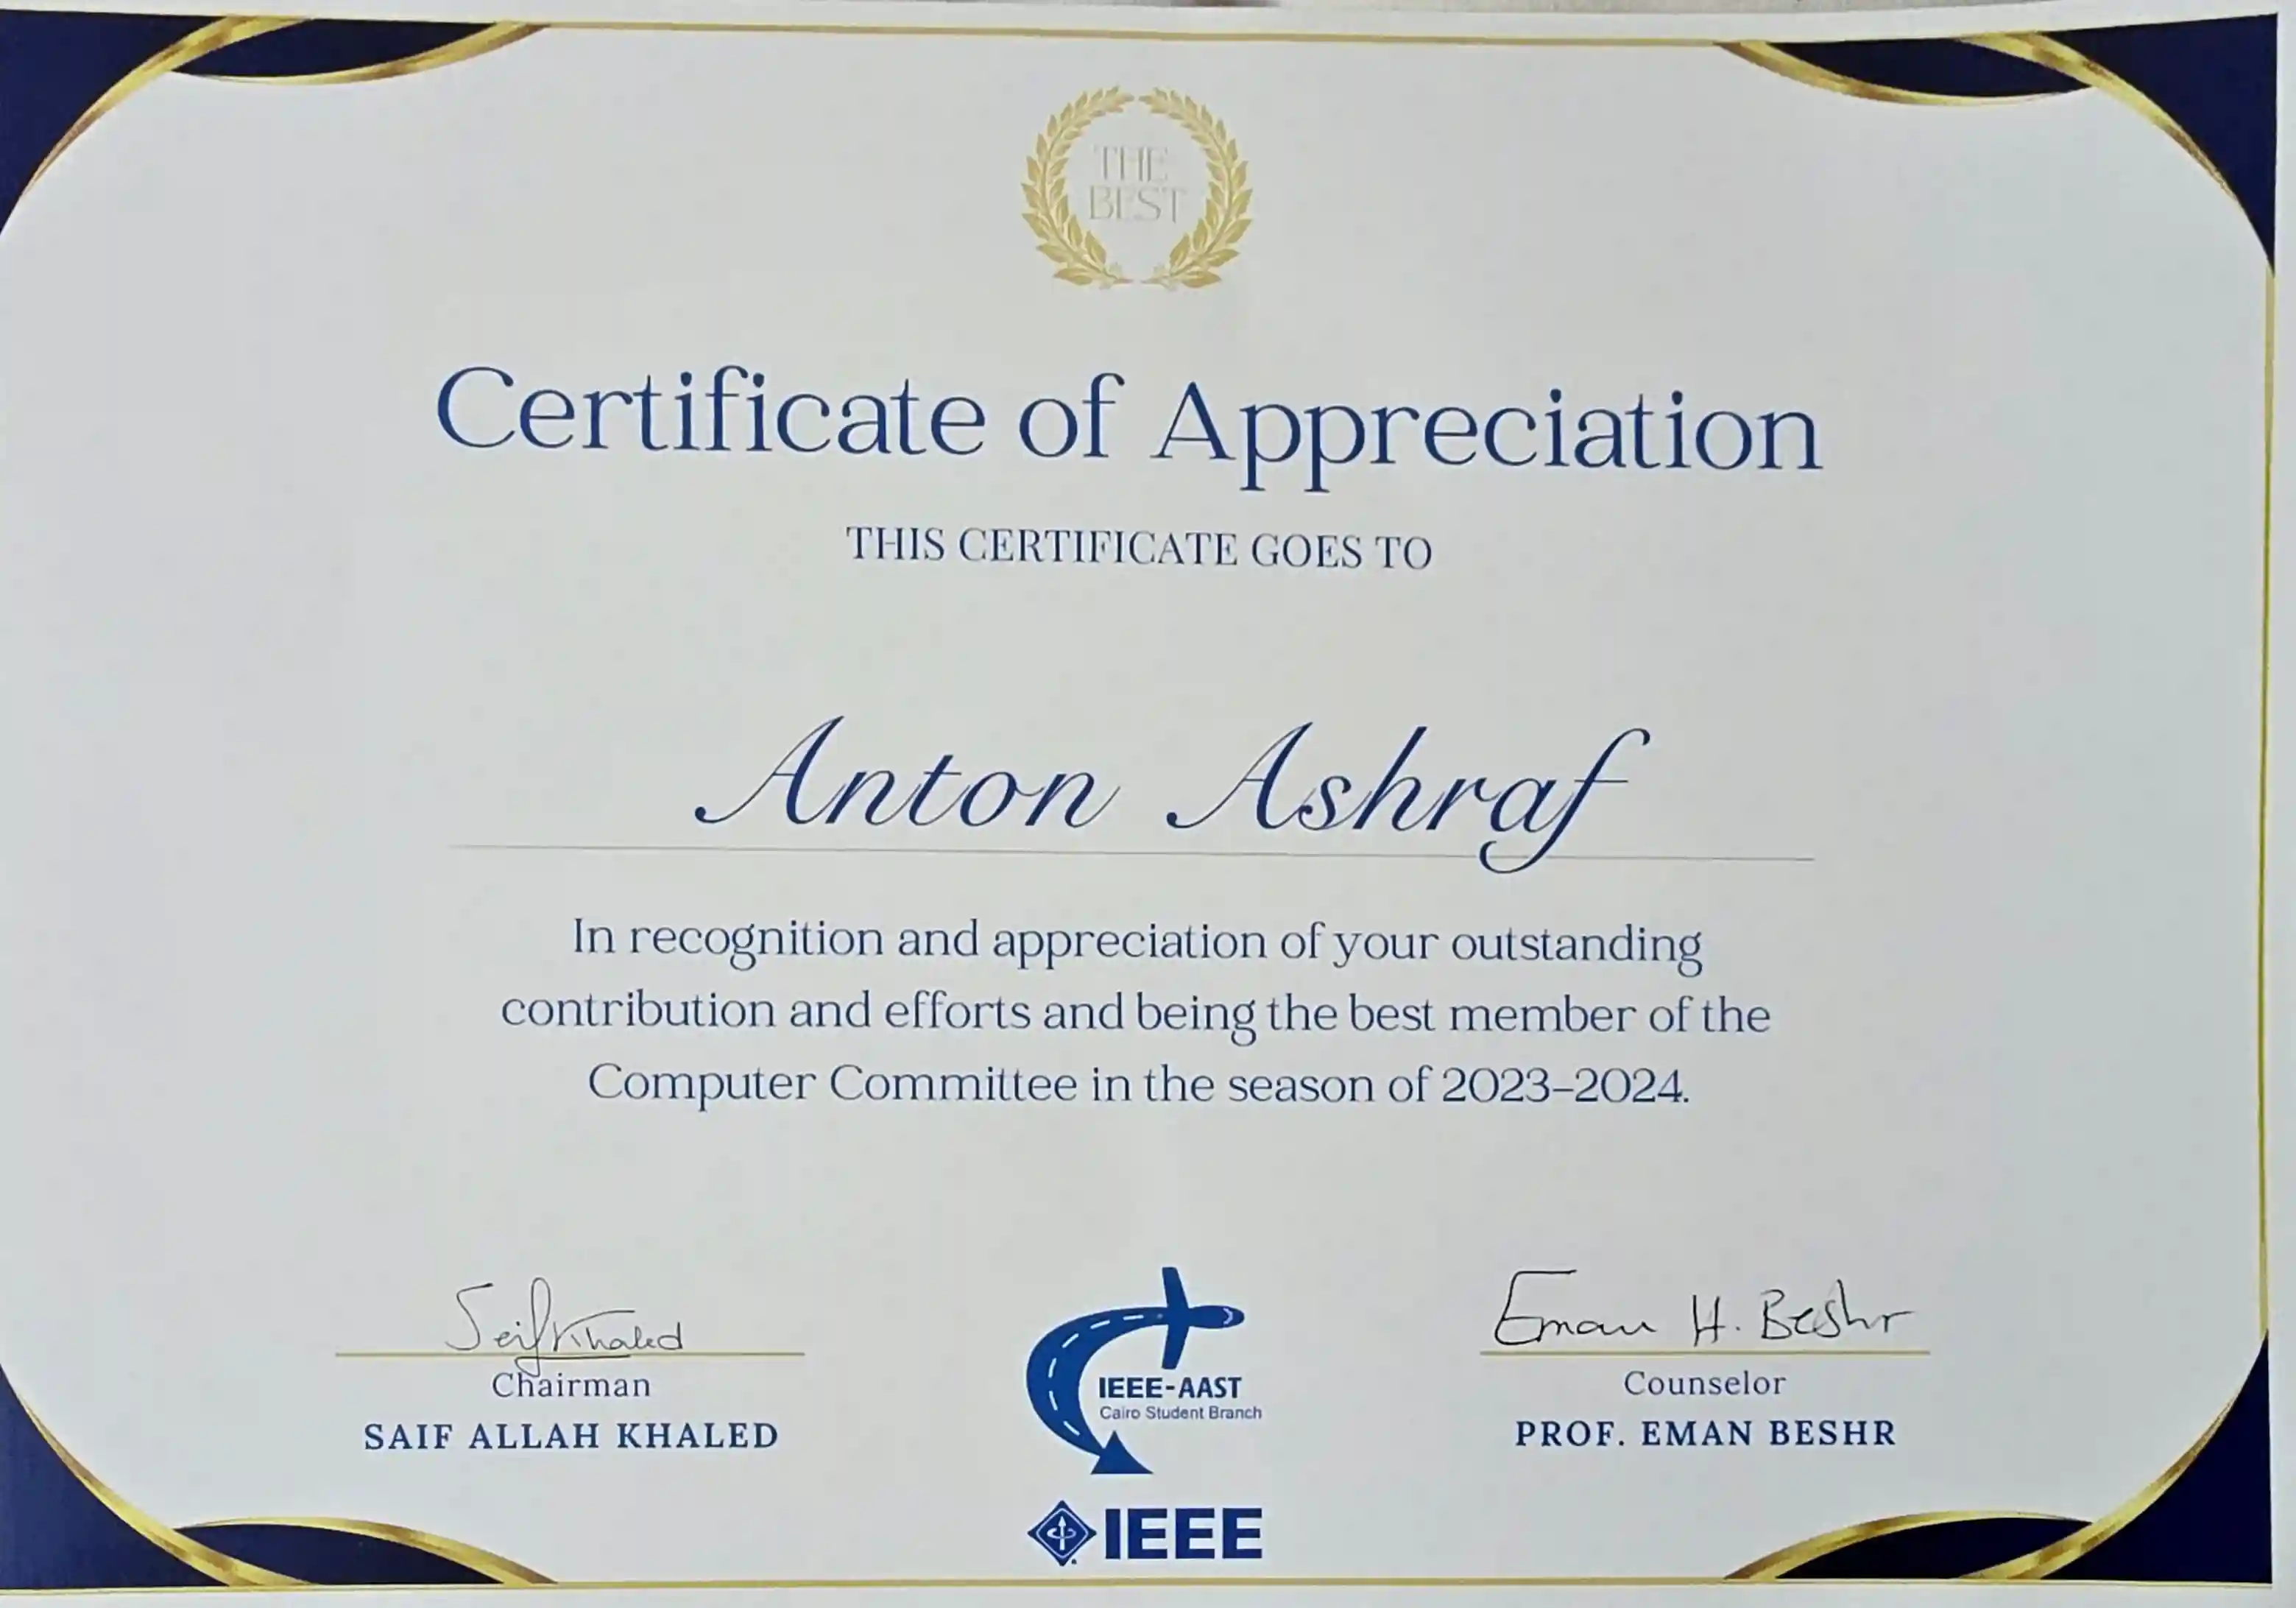 THE
BEST
Certificate of Appreciation
THIS CERTIFICATE GOES TO
Anton Ashraf
In recognition and appreciation of your outstanding
contribution and efforts and being the best member of the
Computer Committee in the season of 2023-2024.
Seif Khaled
Chairman
SAIF ALLAH KHALED
IEEE-AAST
Cairo Student Branch
IEEE
Eman H. Beshr
Counselor
PROF. EMAN BESHR